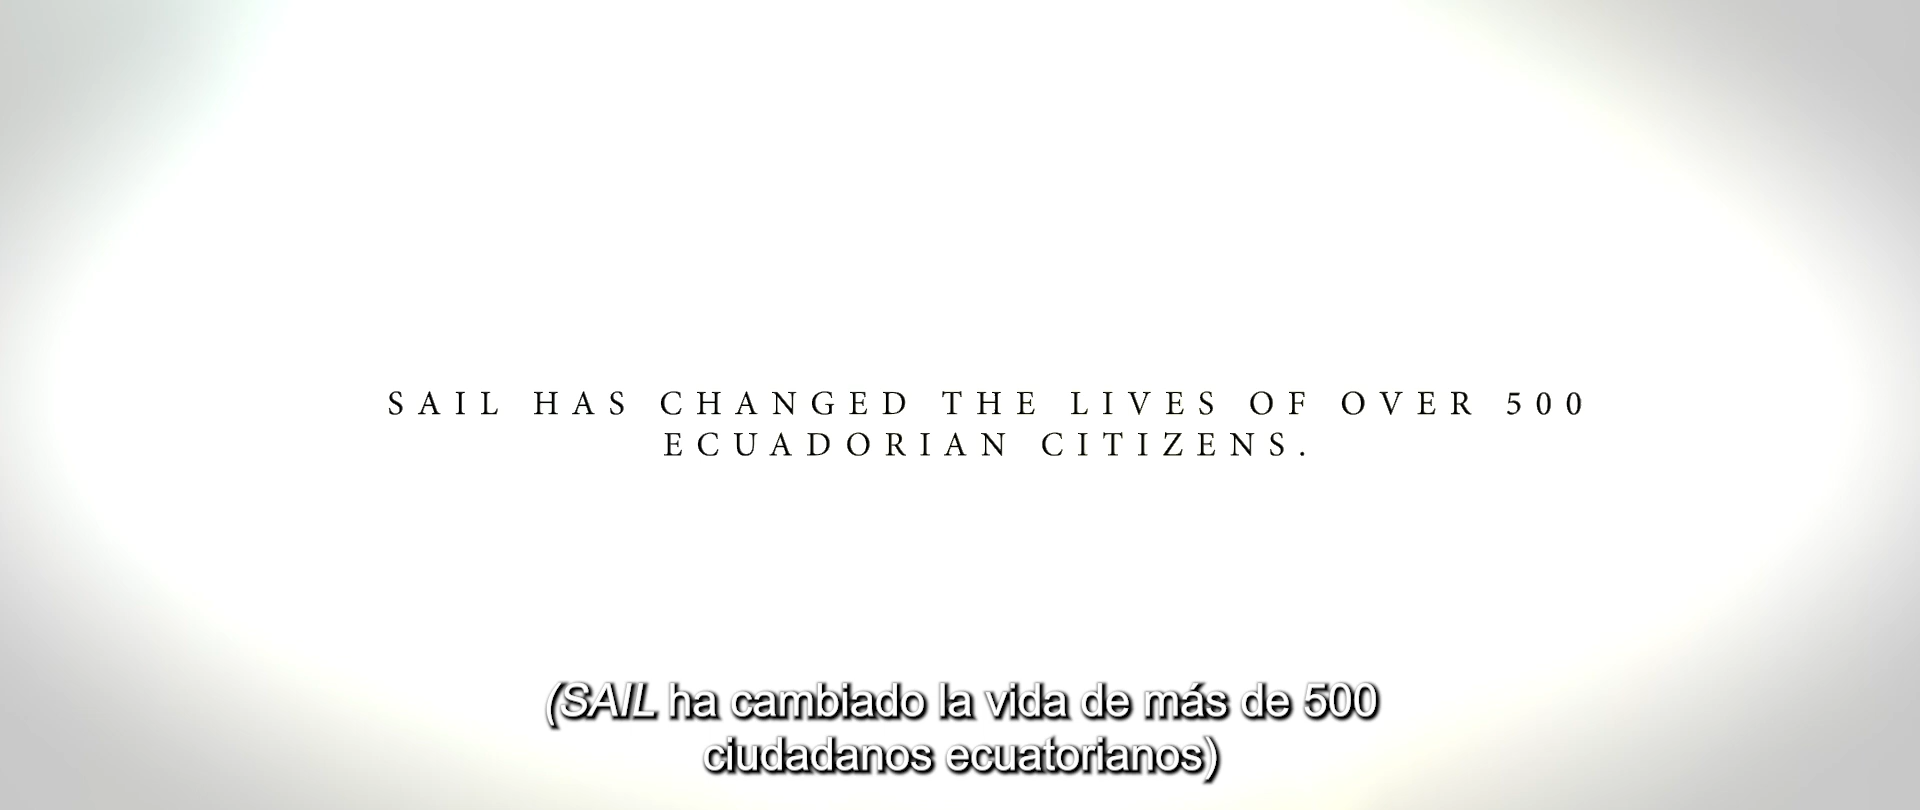 SAIL HAS CHANGED THE LIVES OF OVER 500
ECUADORIAN CITIZENS.
(SAIL ha cambiado la vida de más de 500
ciudadanos ecuatorianos)